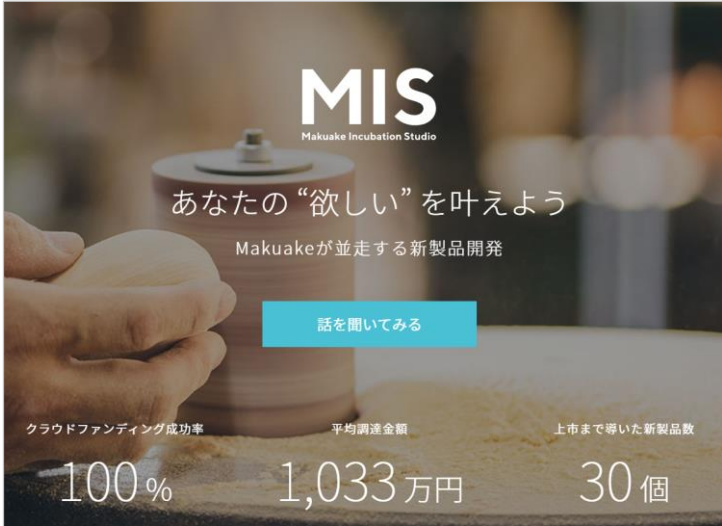 MIS
Makuake Incubation Studio
あなたの“欲しい”を叶えよう
Makuakeが並走する新製品開発
話を聞いてみる
クラウドファンディング成功率
平均調達金額
上市まで導いた新製品数
100%
1,033万円
30個